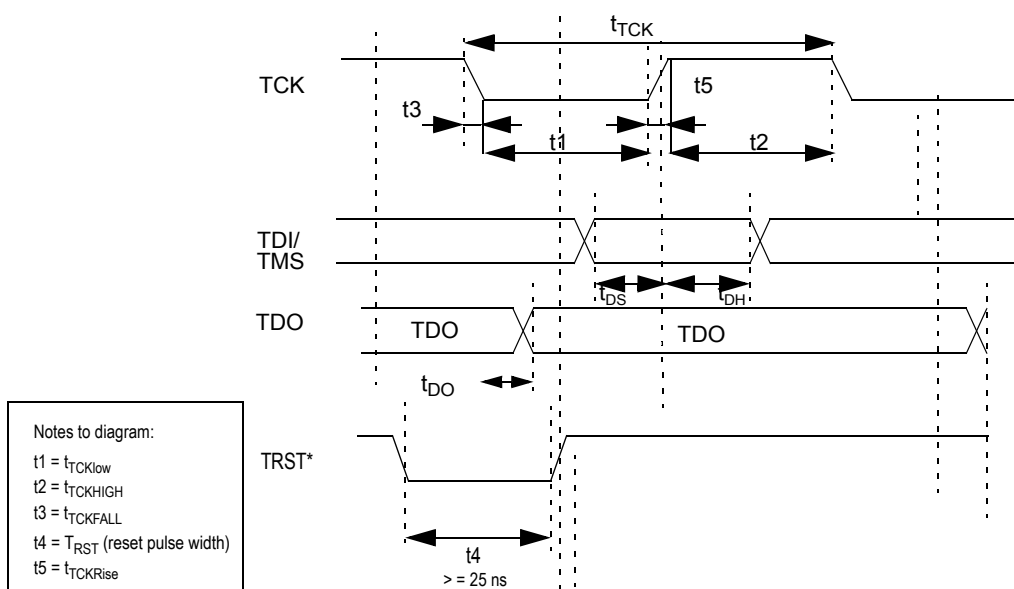 tTCK
TCK
t5
t3
t1
t2
TDI/
TMS
tDS
tDH
TDO
TDO
TDO
tDO
Notes to diagram:
t1 = tTCKlow
t2 = tTCKHIGH
t3 = tTCKFALL
t4 = TRST (reset pulse width)
t5 = tTCKRise
TRST*
t4
> = 25 ns